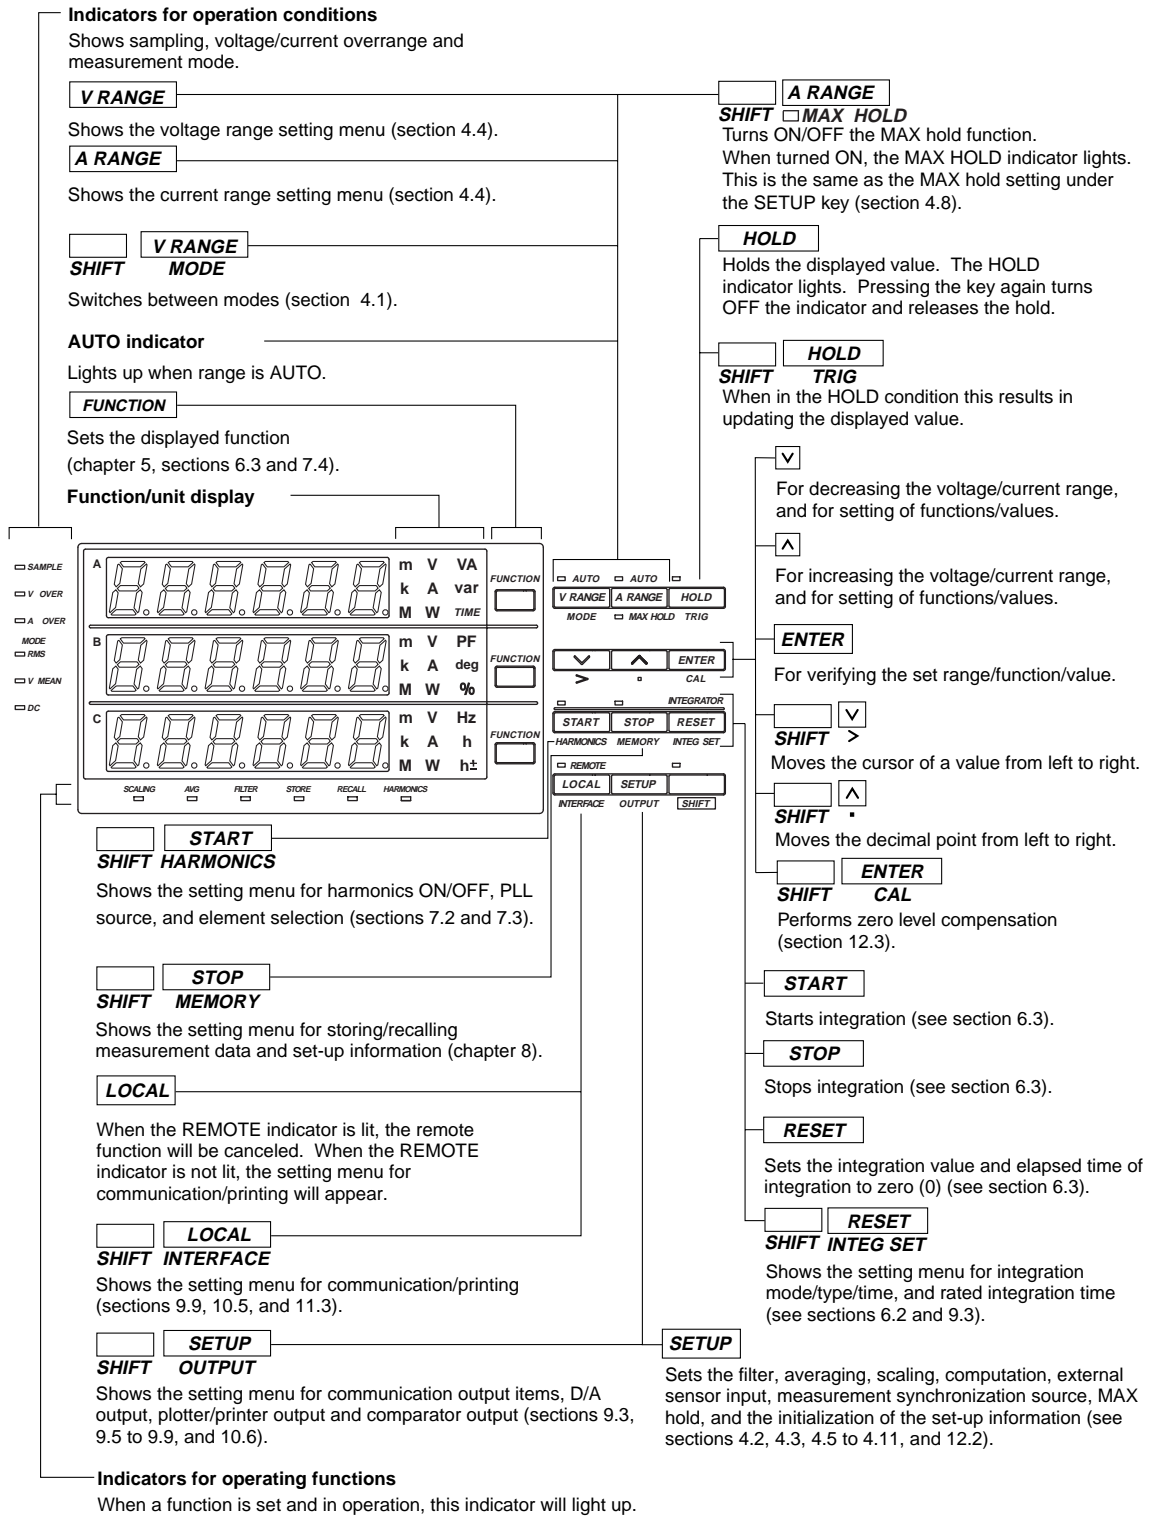 Indicators for operation conditions
Shows sampling, voltage/current overrange and
measurement mode.
V RANGE
Shows the voltage range setting menu (section 4.4).
A RANGE
Shows the current range setting menu (section 4.4).
V RANGE
SHIFT MODE
Switches between modes (section 4.1).
AUTO indicator
Lights up when range is AUTO.
FUNCTION
Sets the displayed function
(chapter 5, sections 6.3 and 7.4).
Function/unit display
A RANGE
SHIFT MAX HOLD
Turns ON/OFF the MAX hold function.
When turned ON, the MAX HOLD indicator lights.
This is the same as the MAX hold setting under
the SETUP key (section 4.8).
HOLD
Holds the displayed value. The HOLD
indicator lights. Pressing the key again turns
OFF the indicator and releases the hold.
HOLD
SHIFT TRIG
When in the HOLD condition this results in
updating the displayed value.
For decreasing the voltage/current range,
and for setting of functions/values.
For increasing the voltage/current range,
and for setting of functions/values.
ENTER
For verifying the set range/function/value.
SHIFT >
Moves the cursor of a value from left to right.
SHIFT
Moves the decimal point from left to right.
ENTER
SHIFT CAL
Performs zero level compensation
(section 12.3).
START
Starts integration (see section 6.3).
STOP
Stops integration (see section 6.3).
RESET
Sets the integration value and elapsed time of
integration to zero (0) (see section 6.3).
RESET
SHIFT INTEG SET
Shows the setting menu for integration
mode/type/time, and rated integration time
(see sections 6.2 and 9.3).
SAMPLE
V OVER
A OVER
MODE
RMS
V MEAN
DC
A
8.8.8.8.8.8.
m V VA
k A var
M W TIME
FUNCTION
B
8.8.8.8.8.8.
m V PF
k A deg
M W %
FUNCTION
C
8.8.8.8.8.8.
m V Hz
k A h
M W h±
FUNCTION
SCALING AVG FILTER STORE RECALL HARMONICS
AUTO AUTO
V RANGE A RANGE HOLD
MODE MAX HOLD TRIG
ENTER
> CAL
INTEGRATOR
START STOP RESET
HARMONICS MEMORY INTEG SET
REMOTE
LOCAL SETUP
INTERFACE OUTPUT SHIFT
START
SHIFT HARMONICS
Shows the setting menu for harmonics ON/OFF, PLL
source, and element selection (sections 7.2 and 7.3).
STOP
SHIFT MEMORY
Shows the setting menu for storing/recalling
measurement data and set-up information (chapter 8).
LOCAL
When the REMOTE indicator is lit, the remote
function will be canceled. When the REMOTE
indicator is not lit, the setting menu for
communication/printing will appear.
LOCAL
SHIFT INTERFACE
Shows the setting menu for communication/printing
(sections 9.9, 10.5, and 11.3).
SETUP
SHIFT OUTPUT
Shows the setting menu for communication output items, D/A
output, plotter/printer output and comparator output (sections 9.3,
9.5 to 9.9, and 10.6).
SETUP
Sets the filter, averaging, scaling, computation, external
sensor input, measurement synchronization source, MAX
hold, and the initialization of the set-up information (see
sections 4.2, 4.3, 4.5 to 4.11, and 12.2).
Indicators for operating functions
When a function is set and in operation, this indicator will light up.